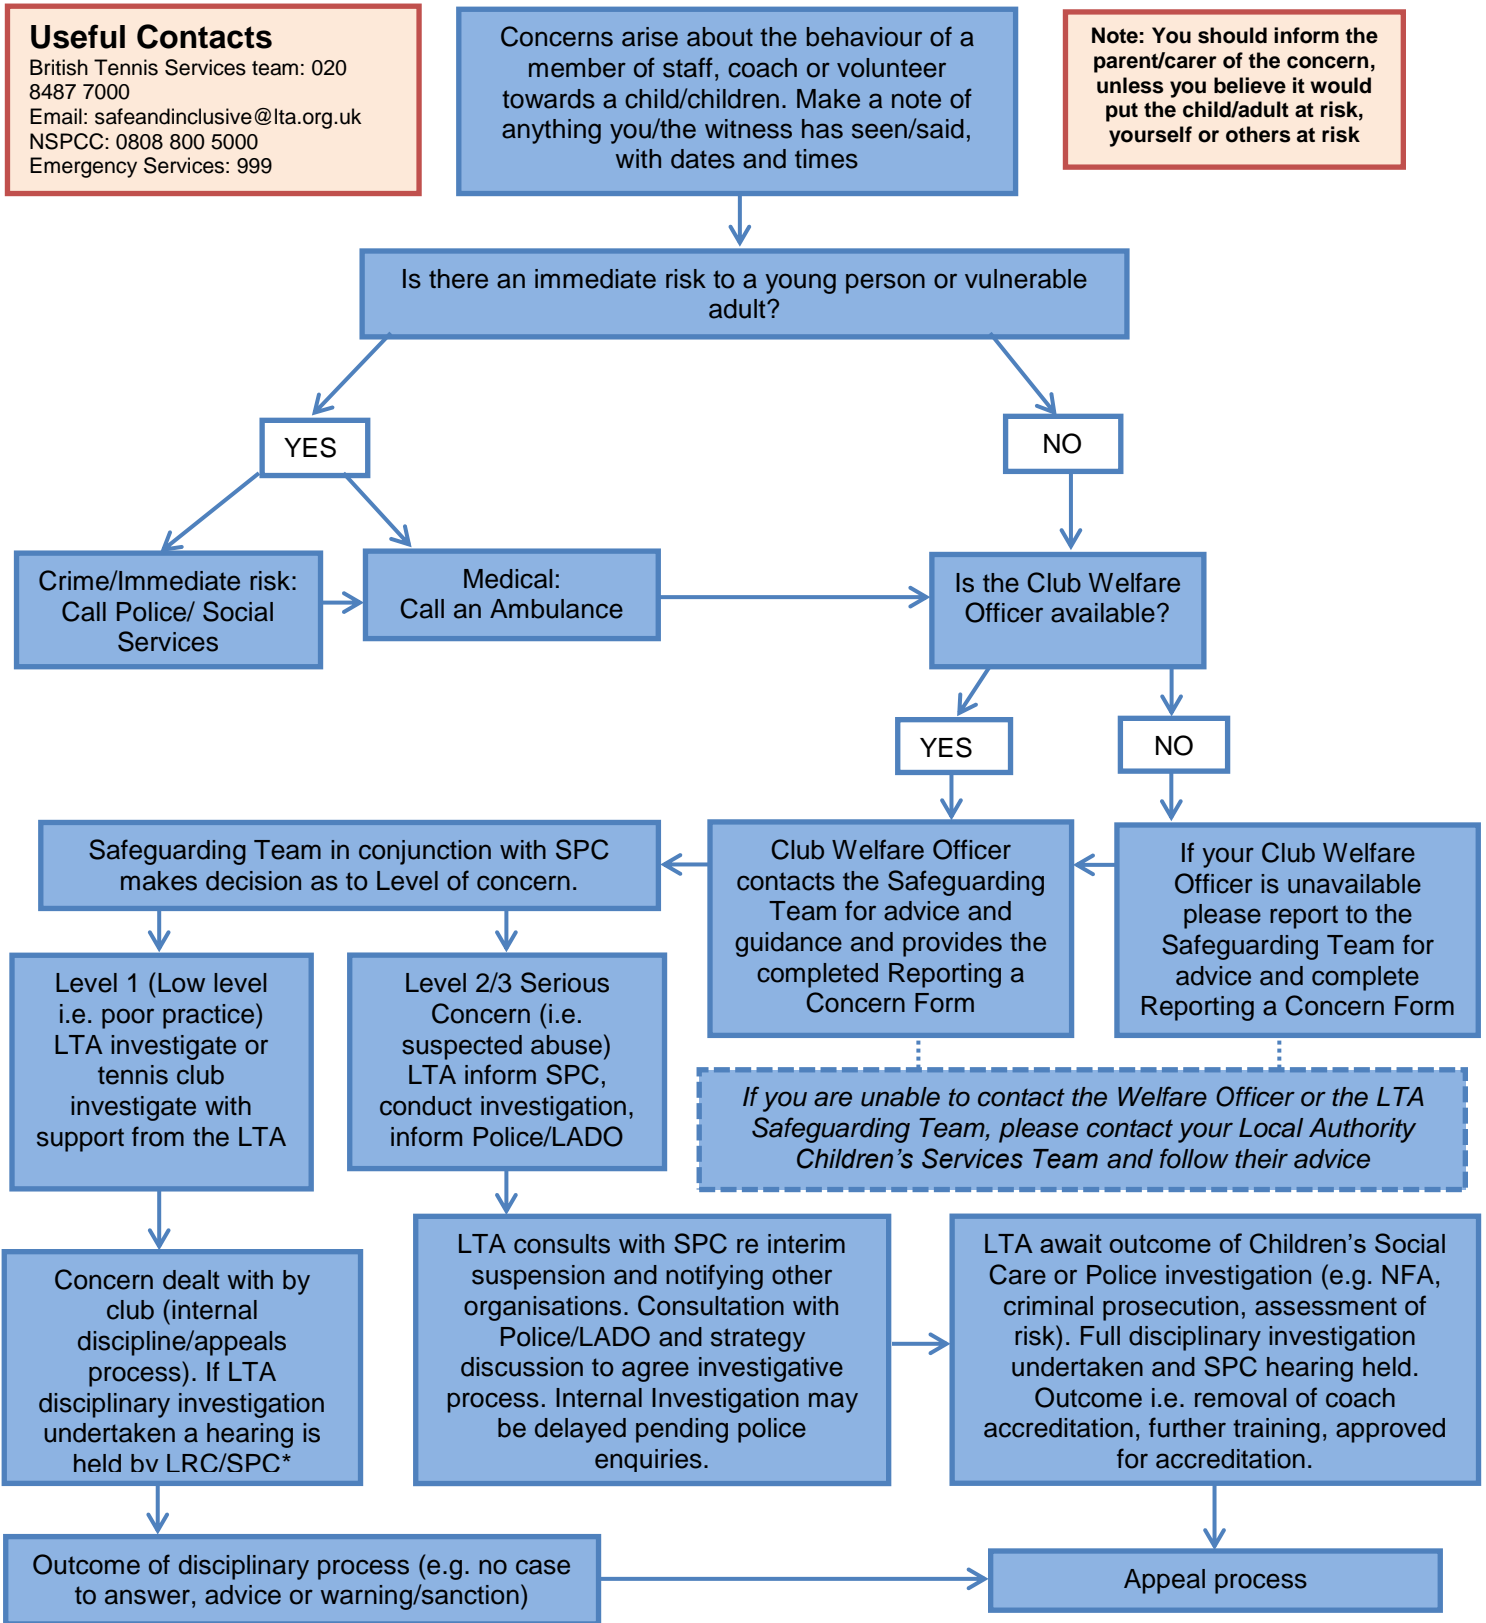 Useful Contacts
British Tennis Services team: 020
8487 7000
Email: safeandinclusive@lta.org.uk
NSPCC: 0808 800 5000
Emergency Services: 999
Concerns arise about the behaviour of a
member of staff, coach or volunteer
towards a child/children. Make a note of
anything you/the witness has seen/said,
with dates and times
Note: You should inform the
parent/carer of the concern,
unless you believe it would
put the child/adult at risk,
yourself or others at risk
Is there an immediate risk to a young person or vulnerable
adult?
YES
NO
Crime/Immediate risk:
Call Police/ Social
Services
Medical:
Call an Ambulance
Is the Club Welfare
Officer available?
YES
NO
Safeguarding Team in conjunction with SPC
makes decision as to Level of concern.
Club Welfare Officer
contacts the Safeguarding
Team for advice and
guidance and provides the
completed Reporting a
Concern Form
If your Club Welfare
Officer is unavailable
please report to the
Safeguarding Team for
advice and complete
Reporting a Concern Form
Level 1 (Low level
i.e. poor practice)
LTA investigate or
tennis club
investigate with
support from the LTA
Level 2/3 Serious
Concern (i.e.
suspected abuse)
LTA inform SPC,
conduct investigation,
inform Police/LADO
If you are unable to contact the Welfare Officer or the LTA
Safeguarding Team, please contact your Local Authority
Children’s Services Team and follow their advice
Concern dealt with by
club (internal
discipline/appeals
process). If LTA
disciplinary investigation
undertaken a hearing is
held by LRC/SPC*
LTA consults with SPC re interim
suspension and notifying other
organisations. Consultation with
Police/LADO and strategy
discussion to agree investigative
process. Internal Investigation may
be delayed pending police
enquiries.
LTA await outcome of Children’s Social
Care or Police investigation (e.g. NFA,
criminal prosecution, assessment of
risk). Full disciplinary investigation
undertaken and SPC hearing held.
Outcome i.e. removal of coach
accreditation, further training, approved
for accreditation.
Outcome of disciplinary process (e.g. no case
to answer, advice or warning/sanction)
Appeal process